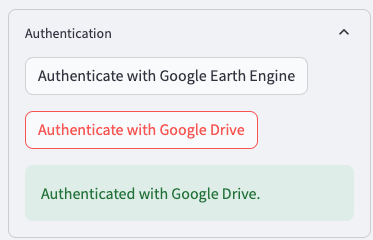 Authentication
Authenticate with Google Earth Engine
Authenticate with Google Drive
Authenticated with Google Drive.